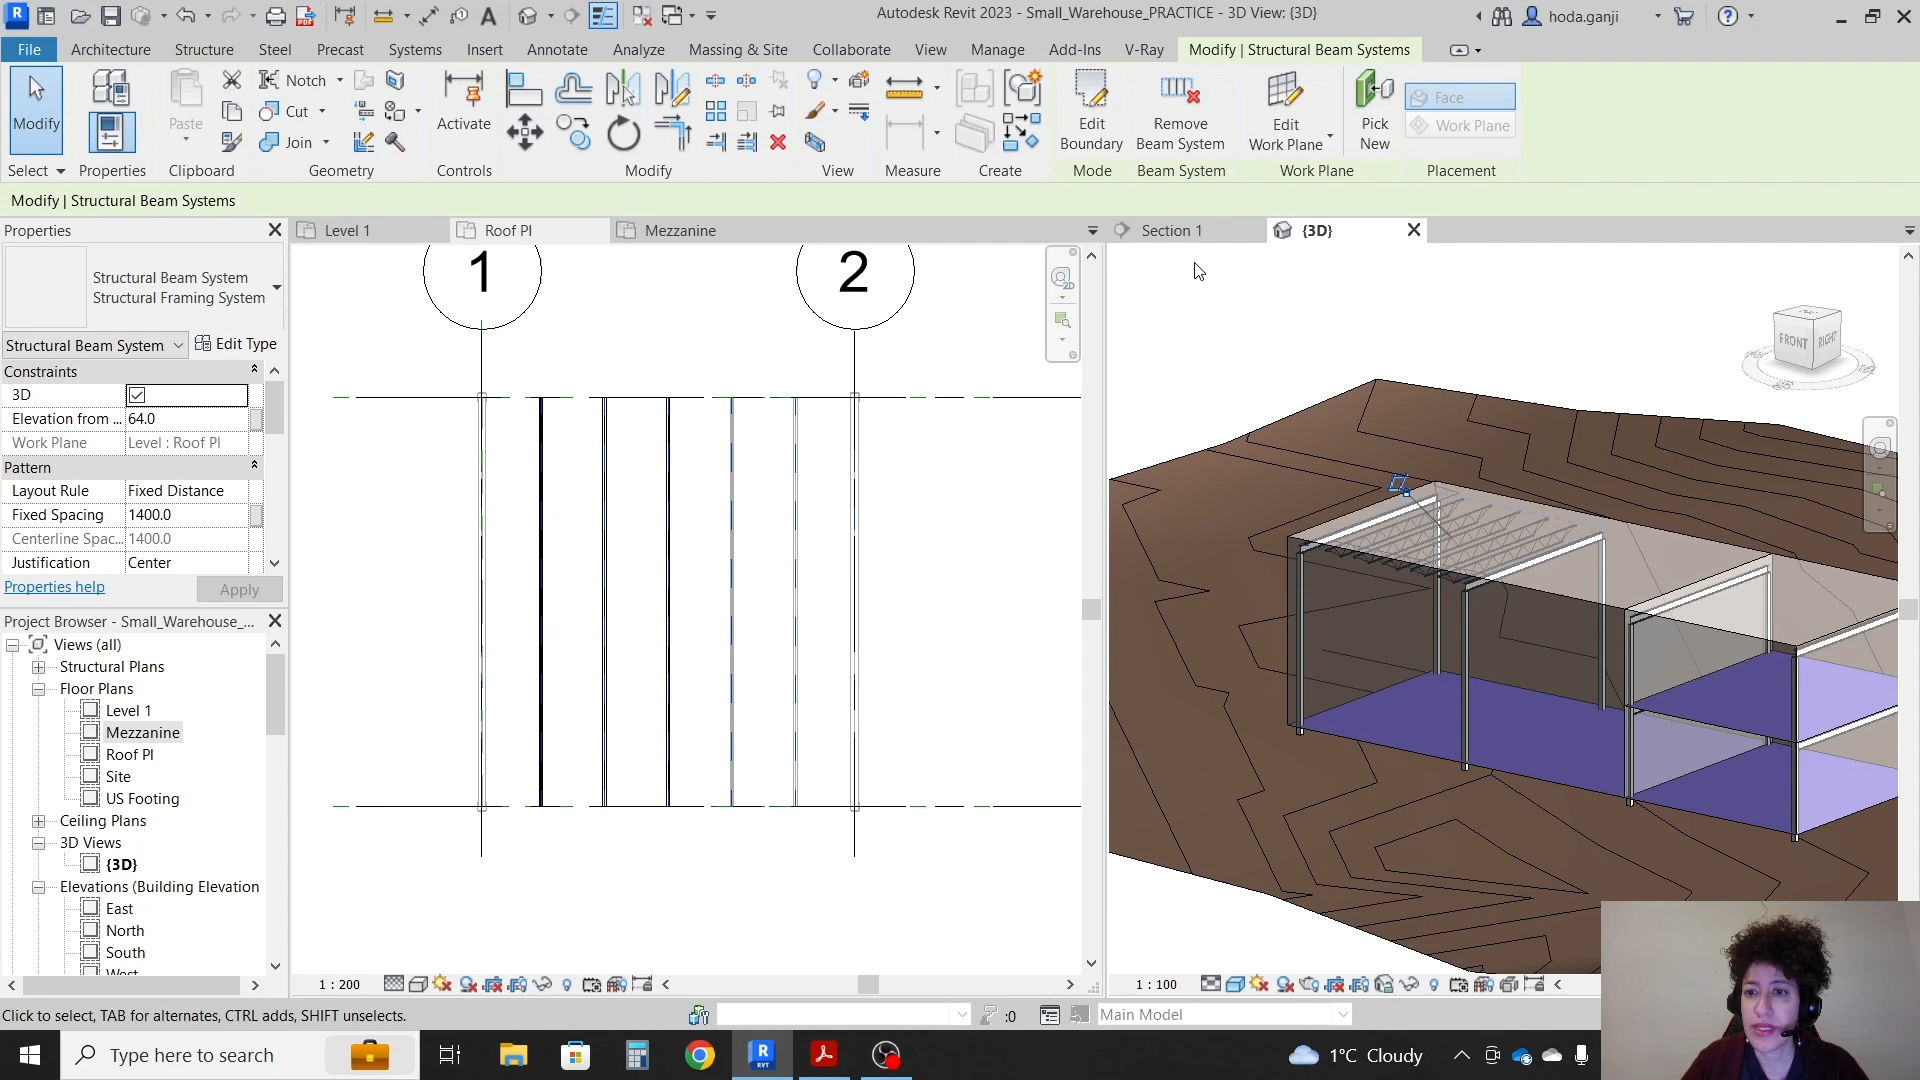 Autodesk Revit 2023 - Small_Warehouse_PRACTICE - 3D View: {3D}
hoda.ganji
File Architecture Structure Steel Precast Systems Insert Annotate Analyze Massing & Site Collaborate View Manage Add-Ins V-Ray Modify | Structural Beam Systems
Modify
Paste
Notch
Cut
Join
Activate
Edit
Boundary
Remove
Beam System
Edit
Work Plane
Pick
New
Face
Work Plane
Select Properties Clipboard Geometry Controls Modify View Measure Create Mode Beam System Work Plane Placement
Modify | Structural Beam Systems
Properties
Structural Beam System
Structural Framing System
Structural Beam System
Edit Type
Constraints
3D
Elevation from ... 64.0
Work Plane Level : Roof Pl
Pattern
Layout Rule Fixed Distance
Fixed Spacing 1400.0
Centerline Spac... 1400.0
Justification Center
Properties help
Apply
Project Browser - Small_Warehouse_...
Views (all)
Structural Plans
Floor Plans
Level 1
Mezzanine
Roof Pl
Site
US Footing
Ceiling Plans
3D Views
{3D}
Elevations (Building Elevation
East
North
South
West
Level 1
Roof Pl
Mezzanine
1
2
2D
1 : 200
Section 1
{3D}
FRONT
RIGHT
1 : 100
Click to select, TAB for alternates, CTRL adds, SHIFT unselects.
:0
Main Model
Type here to search
1°C Cloudy